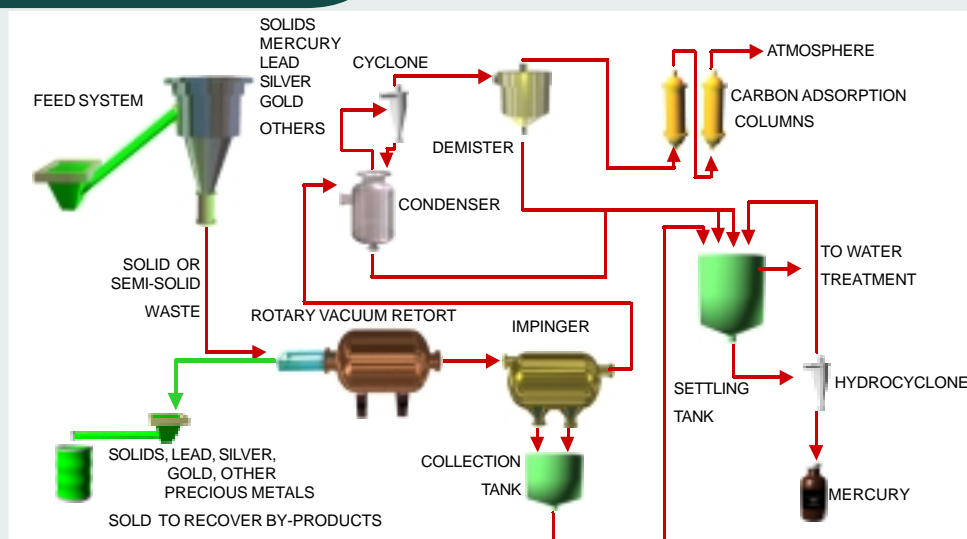 SOLIDS
MERCURY
LEAD
SILVER
GOLD
OTHERS
FEED SYSTEM
CYCLONE
DEMISTER
ATMOSPHERE
CARBON ADSORPTION
COLUMNS
CONDENSER
SOLID OR
SEMI-SOLID
WASTE
TO WATER
TREATMENT
ROTARY VACUUM RETORT
IMPINGER
SETTLING
TANK
HYDROCYCLONE
SOLIDS, LEAD, SILVER,
GOLD, OTHER
PRECIOUS METALS
SOLD TO RECOVER BY-PRODUCTS
COLLECTION
TANK
MERCURY